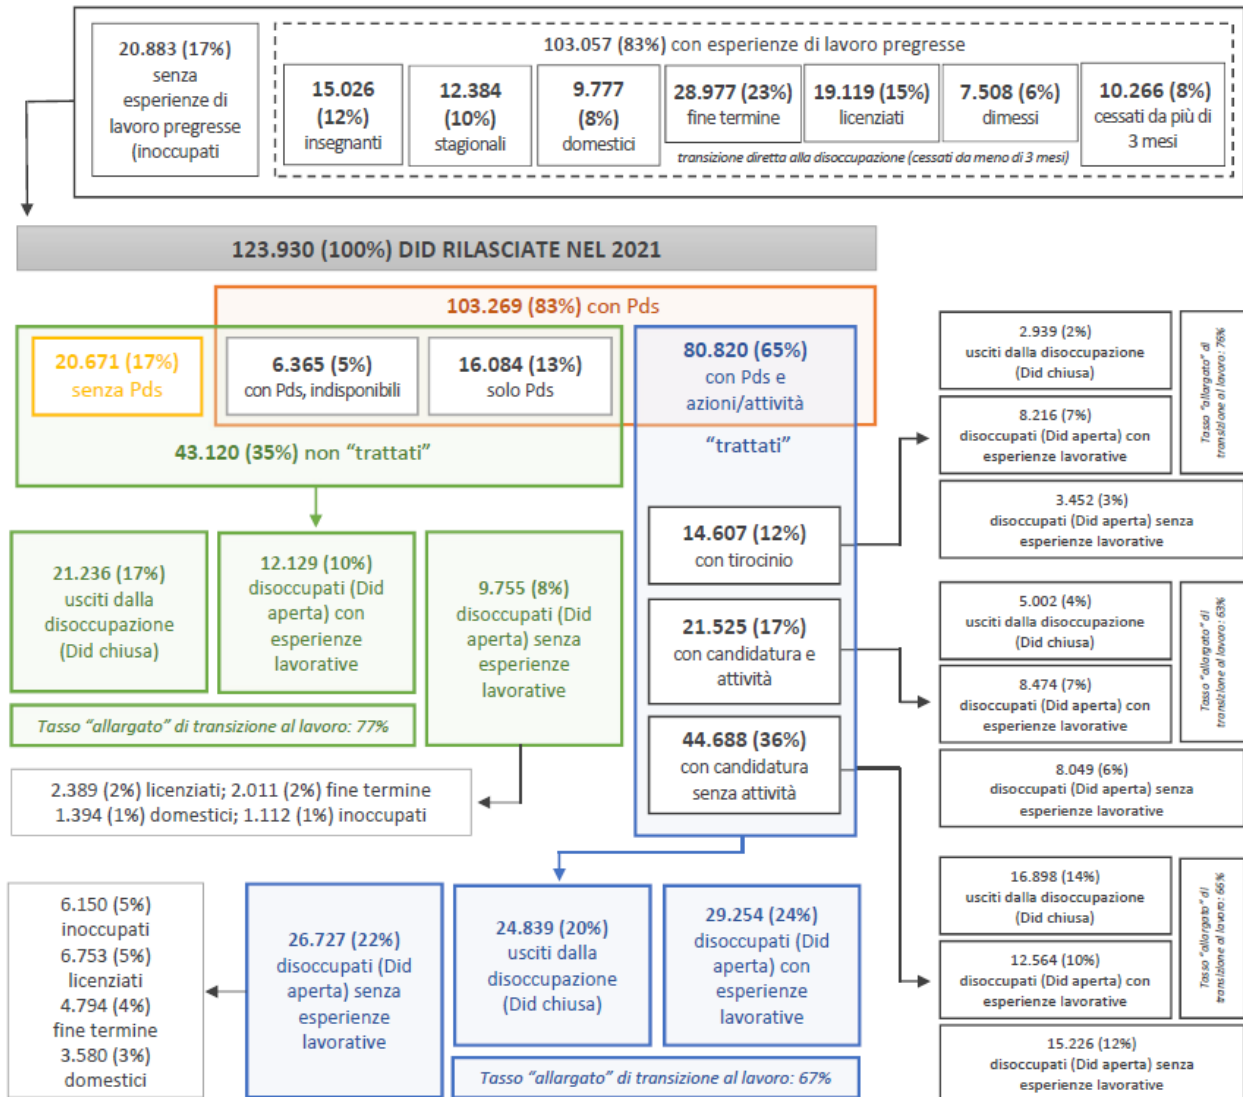 20.883 (17%)
senza
esperienze di
lavoro pregresse
(inoccupati
103.057 (83%) con esperienze di lavoro pregresse
15.026
(12%)
insegnanti
12.384
(10%)
stagionali
9.777
(8%)
domestici
28.977 (23%)
fine termine
19.119 (15%)
licenziati
7.508 (6%)
dimessi
10.266 (8%)
cessati da più di
3 mesi
transizione diretta alla disoccupazione (cessati da meno di 3 mesi)
123.930 (100%) DID RILASCIATE NEL 2021
103.269 (83%) con Pds
20.671 (17%)
senza Pds
6.365 (5%)
con Pds, indisponibili
16.084 (13%)
solo Pds
43.120 (35%) non “trattati”
80.820 (65%)
con Pds e
azioni/attività
“trattati”
14.607 (12%)
con tirocinio
21.525 (17%)
con candidatura e
attività
44.688 (36%)
con candidatura
senza attività
2.939 (2%)
usciti dalla disoccupazione
(Did chiusa)
8.216 (7%)
disoccupati (Did aperta) con
esperienze lavorative
Tasso “allargato” di
transizione al lavoro: 76%
3.452 (3%)
disoccupati (Did aperta) senza
esperienze lavorative
5.002 (4%)
usciti dalla disoccupazione
(Did chiusa)
8.474 (7%)
disoccupati (Did aperta) con
esperienze lavorative
Tasso “allargato” di
transizione al lavoro: 63%
8.049 (6%)
disoccupati (Did aperta) senza
esperienze lavorative
16.898 (14%)
usciti dalla disoccupazione
(Did chiusa)
12.564 (10%)
disoccupati (Did aperta) con
esperienze lavorative
Tasso “allargato” di
transizione al lavoro: 66%
15.226 (12%)
disoccupati (Did aperta) senza
esperienze lavorative
21.236 (17%)
usciti dalla
disoccupazione
(Did chiusa)
12.129 (10%)
disoccupati (Did
aperta) con
esperienze
lavorative
9.755 (8%)
disoccupati (Did
aperta) senza
esperienze
lavorative
Tasso “allargato” di transizione al lavoro: 77%
2.389 (2%) licenziati; 2.011 (2%) fine termine
1.394 (1%) domestici; 1.112 (1%) inoccupati
6.150 (5%)
inoccupati
6.753 (5%)
licenziati
4.794 (4%)
fine termine
3.580 (3%)
domestici
26.727 (22%)
disoccupati (Did
aperta) senza
esperienze
lavorative
24.839 (20%)
usciti dalla
disoccupazione
(Did chiusa)
29.254 (24%)
disoccupati (Did
aperta) con
esperienze
lavorative
Tasso “allargato” di transizione al lavoro: 67%